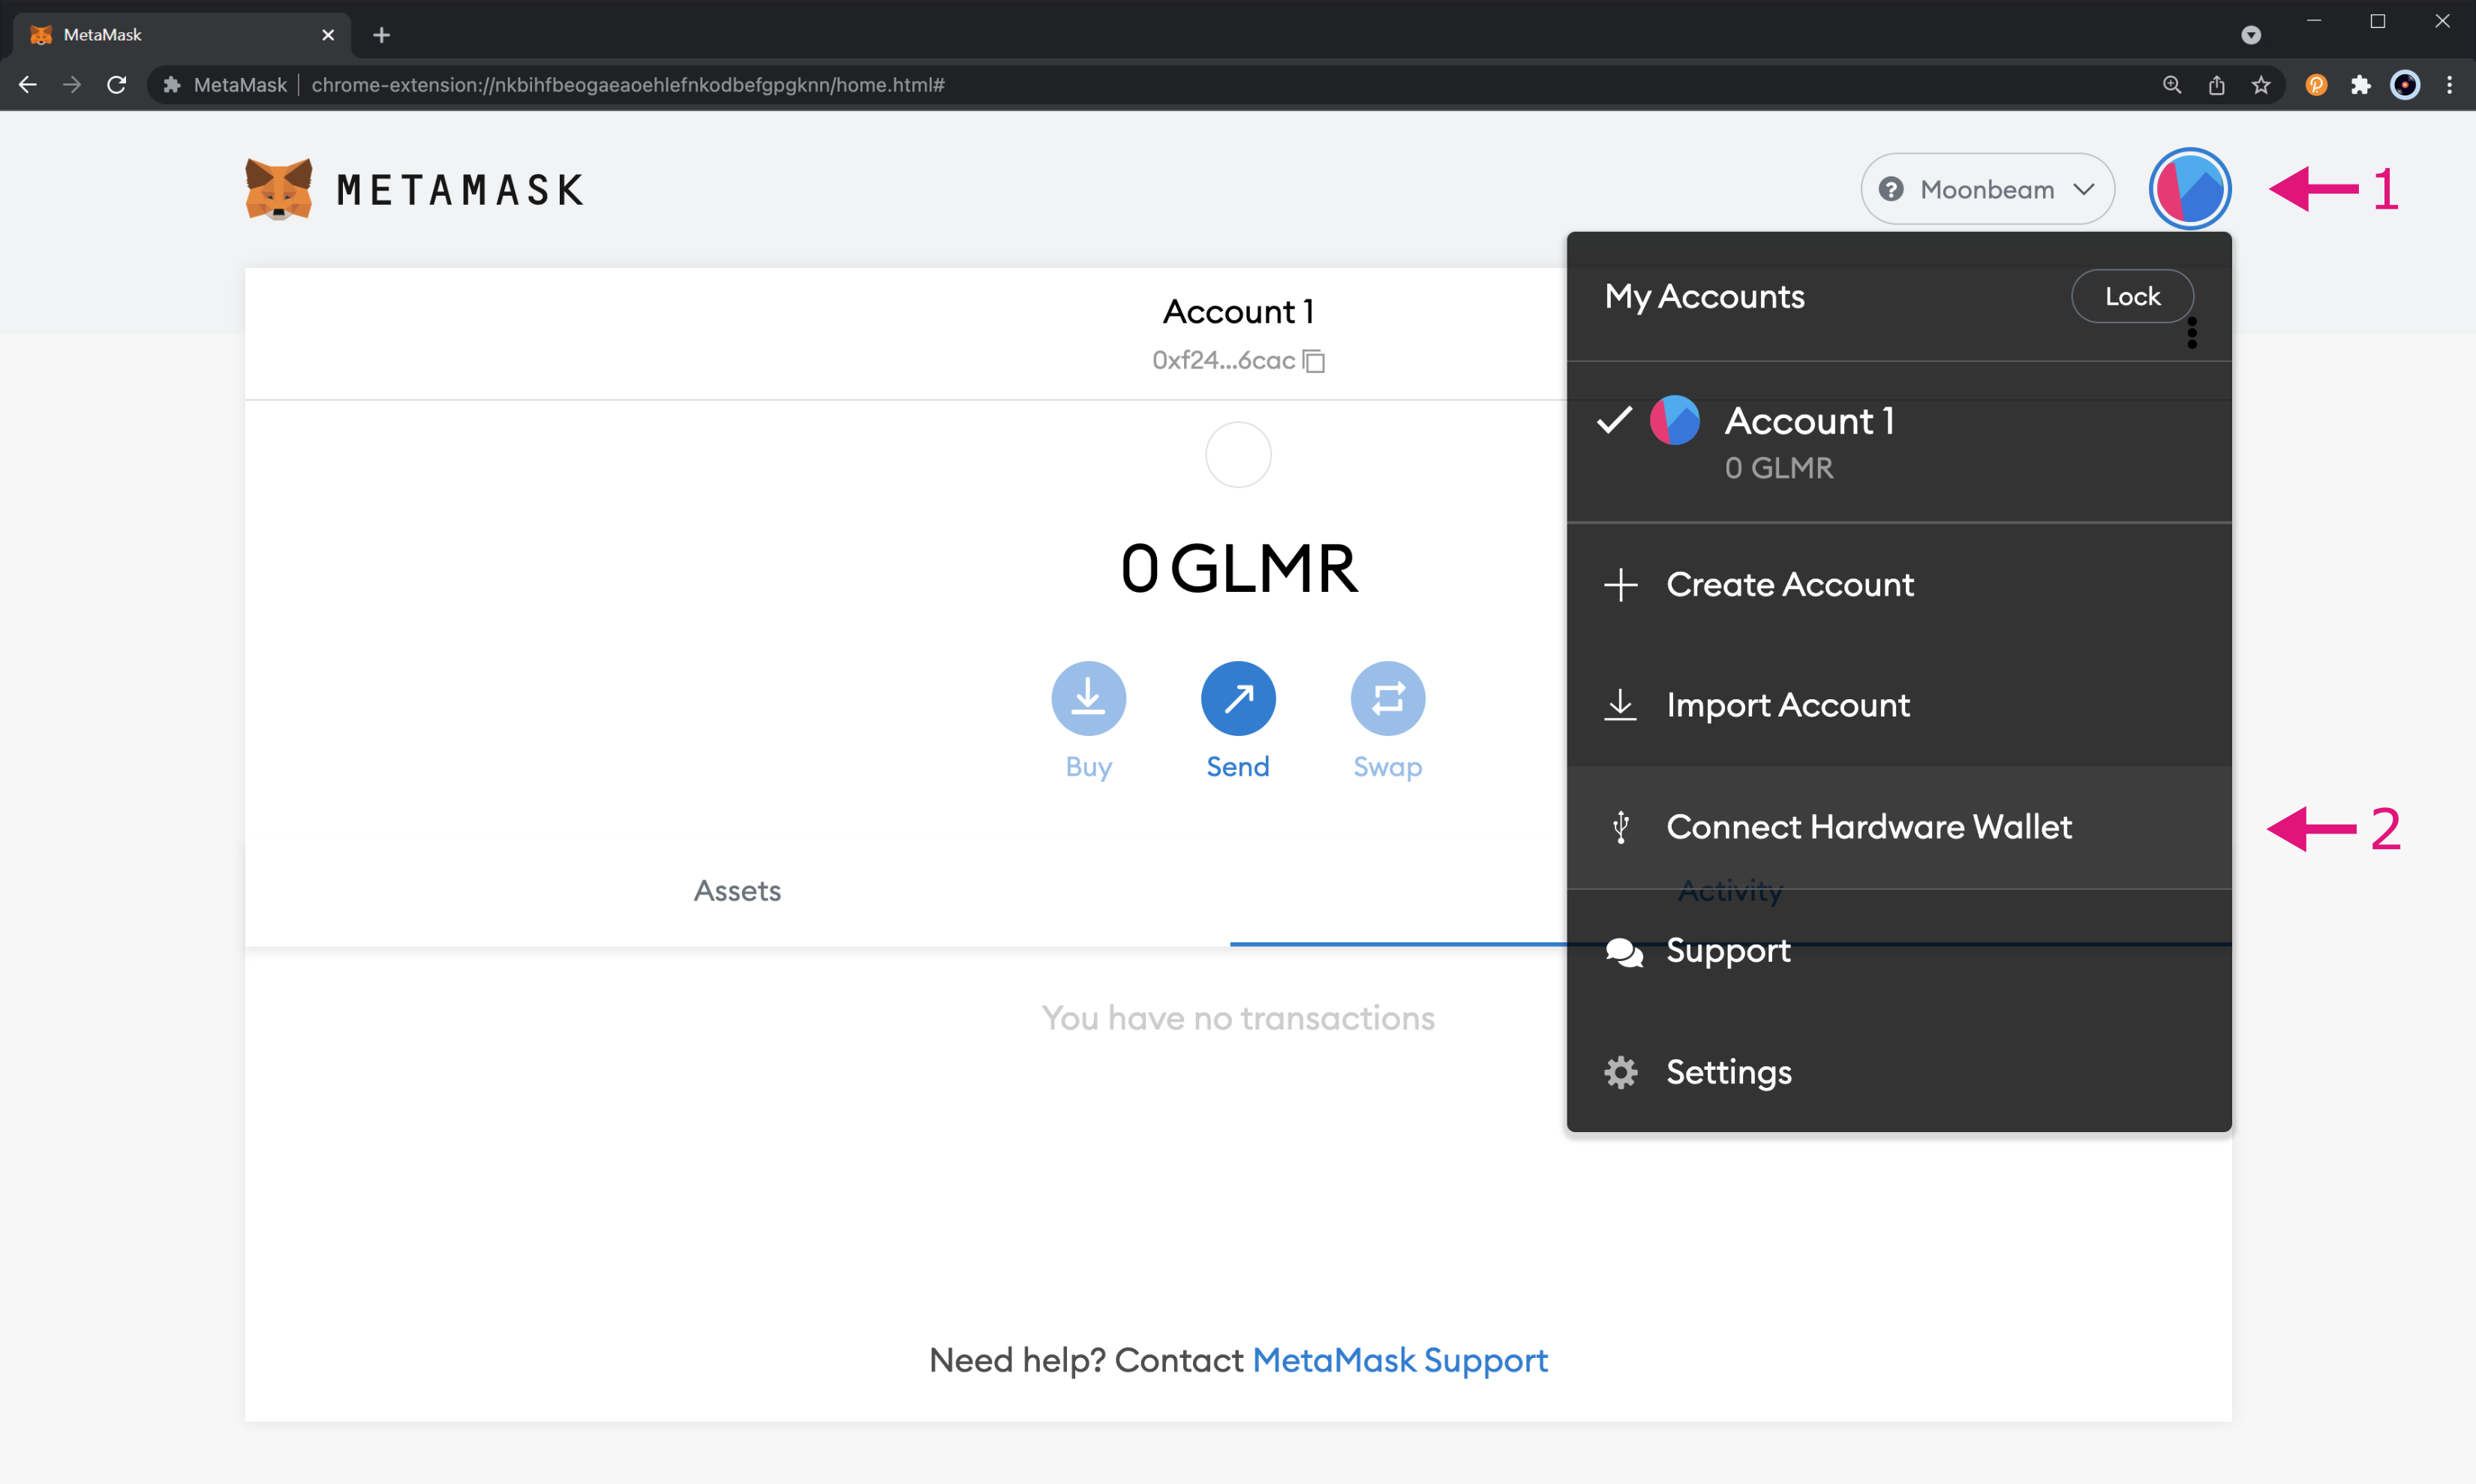 MetaMask
MetaMask chrome-extension://nkbihfbeogaeaoehlefnkodbefgpgknn/home.html#
METAMASK
Moonbeam
1
Account 1
0xf24...6cac
My Accounts
Lock
Account 1
0 GLMR
0 GLMR
Create Account
Import Account
Buy
Send
Swap
Connect Hardware Wallet
2
Assets
Activity
Support
You have no transactions
Settings
Need help? Contact MetaMask Support